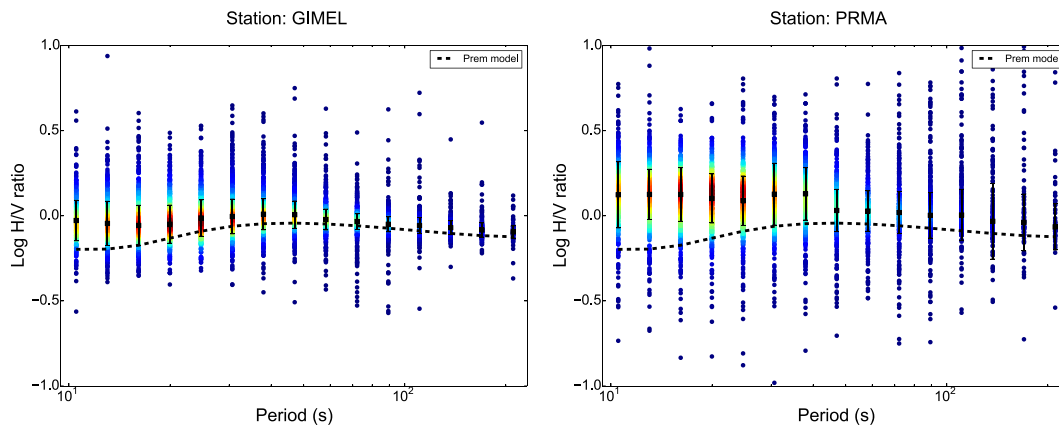 Station: GIMEL
Prem model
1.0
0.5
0.0
−0.5
−1.0
Log H/V ratio
10¹
10²
Period (s)
Station: PRMA
Prem model
1.0
0.5
0.0
−0.5
−1.0
Log H/V ratio
10¹
10²
Period (s)